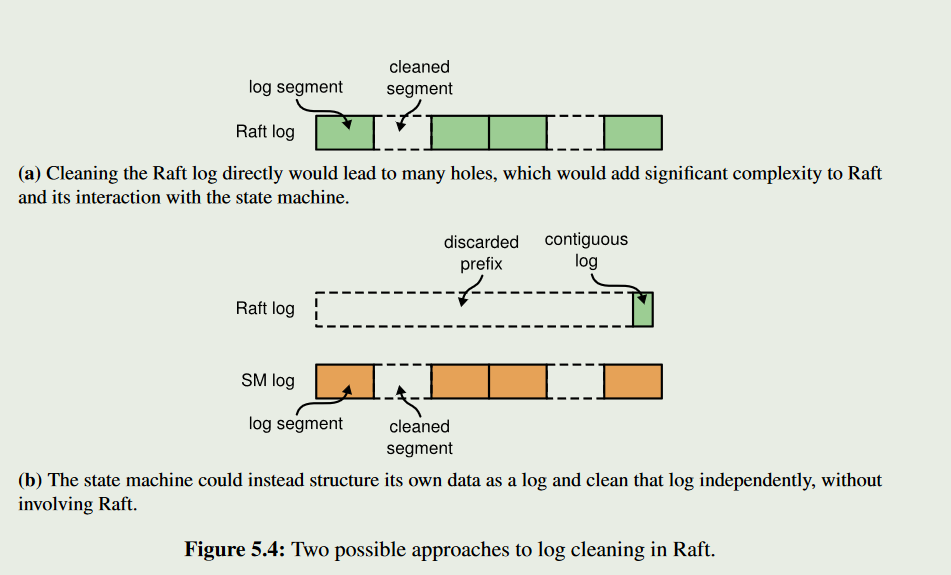 cleaned
log segment segment
Raft log
(a) Cleaning the Raft log directly would lead to many holes, which would add significant complexity to Raft
and its interaction with the state machine.
discarded contiguous
prefix log
Raft log
SM log
log segment cleaned
segment
(b) The state machine could instead structure its own data as a log and clean that log independently, without
involving Raft.
Figure 5.4: Two possible approaches to log cleaning in Raft.